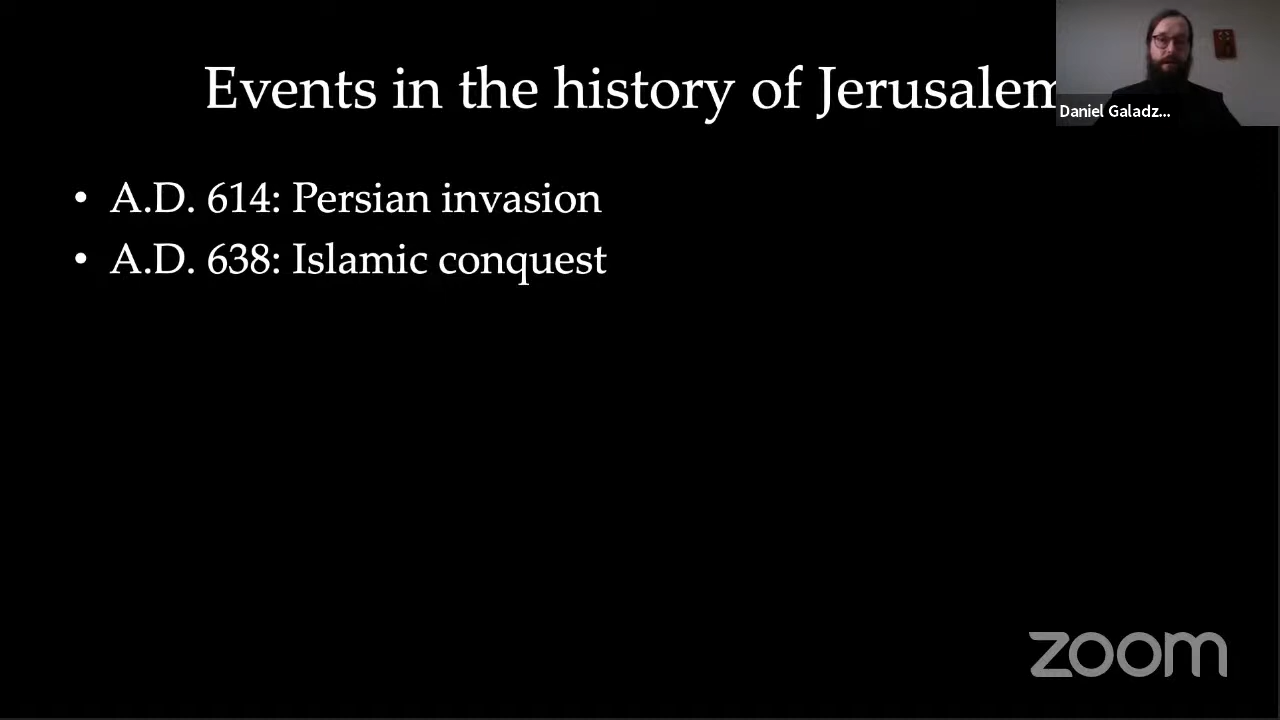 Events in the history of Jerusalem
Daniel Galadz...
• A.D. 614: Persian invasion
• A.D. 638: Islamic conquest
zoom